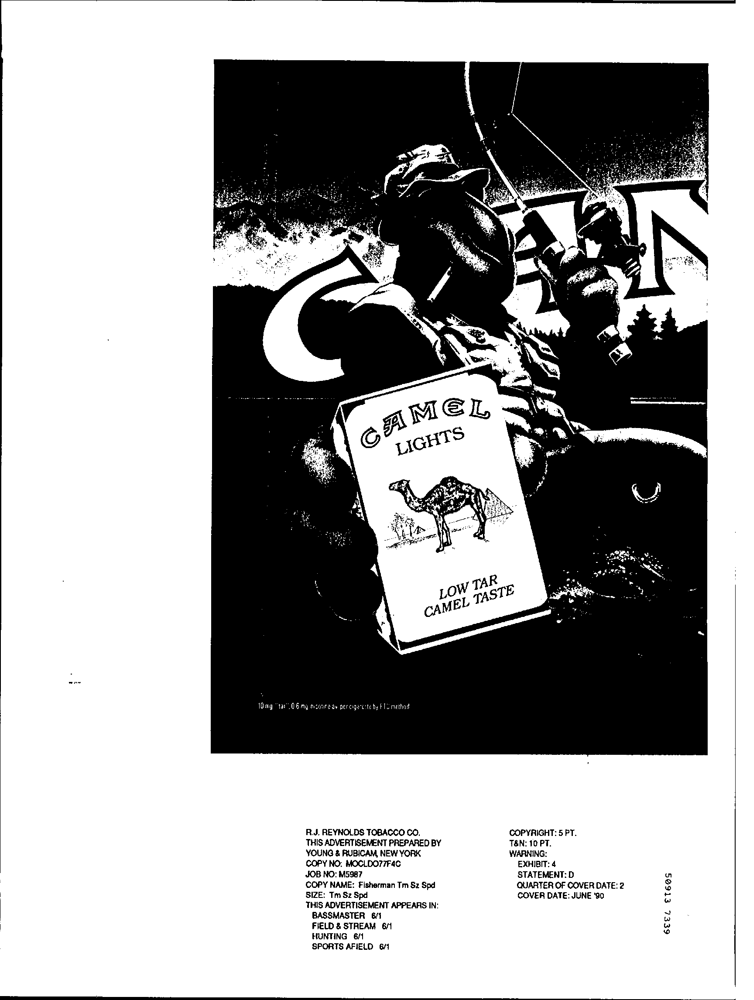 CAMEL
LIGHTS
LOW TAR
CAMEL TASTE
10 mg "tar", 0.6 mg nicotine av. per cigarette by FTC method.
R.J. REYNOLDS TOBACCO CO.
THIS ADVERTISEMENT PREPARED BY
YOUNG & RUBICAM, NEW YORK
COPY NO: MOCLDO77F4C
JOB NO: M5987
COPY NAME: Fisherman Tm Sz Spd
SIZE: Tm Sz Spd
THIS ADVERTISEMENT APPEARS IN:
BASSMASTER 6/1
FIELD & STREAM 6/1
HUNTING 6/1
SPORTS AFIELD 6/1
COPYRIGHT: 5 PT.
T&N: 10 PT.
WARNING:
EXHIBIT: 4
STATEMENT: D
QUARTER OF COVER DATE: 2
COVER DATE: JUNE '90
50913 7339